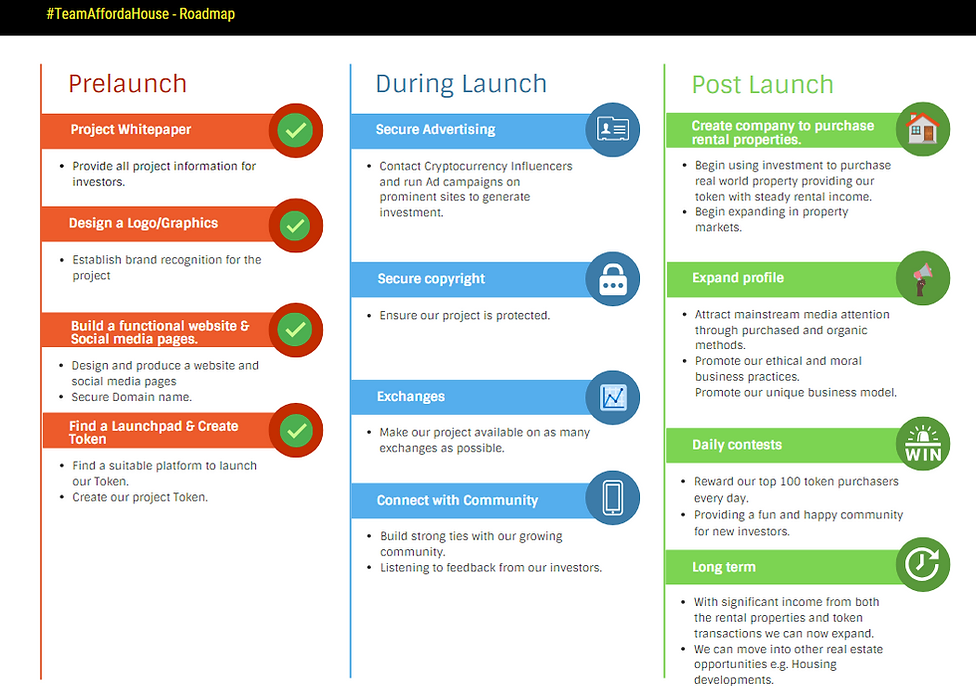 #TeamAffordaHouse - Roadmap
Prelaunch
Project Whitepaper
• Provide all project information for
investors.
Design a Logo/Graphics
• Establish brand recognition for the
project
Build a functional website &
Social media pages.
• Design and produce a website and
social media pages
• Secure Domain name.
Find a Launchpad & Create
Token
• Find a suitable platform to launch
our Token.
• Create our project Token.
During Launch
Secure Advertising
• Contact Cryptocurrency Influencers
and run Ad campaigns on
prominent sites to generate
investment.
Secure copyright
• Ensure our project is protected.
Exchanges
• Make our project available on as many
exchanges as possible.
Connect with Community
• Build strong ties with our growing
community.
• Listening to feedback from our investors.
Post Launch
Create company to purchase
rental properties.
• Begin using investment to purchase
real world property providing our
token with steady rental income.
• Begin expanding in property
markets.
Expand profile
• Attract mainstream media attention
through purchased and organic
methods.
• Promote our ethical and moral
business practices.
Promote our unique business model.
Daily contests
WIN
• Reward our top 100 token purchasers
every day.
• Providing a fun and happy community
for new investors.
Long term
• With significant income from both
the rental properties and token
transactions we can now expand.
• We can move into other real estate
opportunities e.g. Housing
developments.